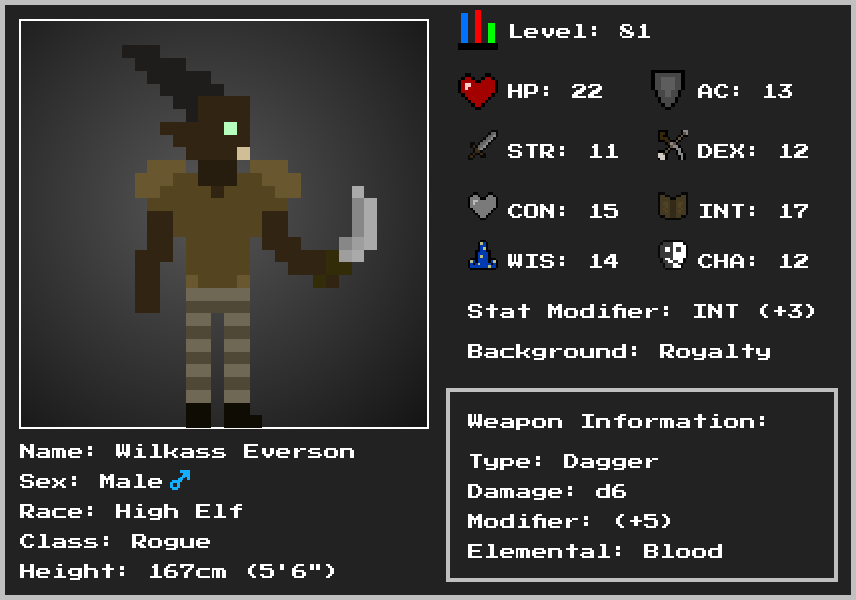 Level: 81
HP: 22 AC: 13
STR: 11 DEX: 12
CON: 15 INT: 17
WIS: 14 CHA: 12
Stat Modifier: INT (+3)
Background: Royalty
Weapon Information:
Type: Dagger
Damage: d6
Modifier: (+5)
Elemental: Blood
Name: Wilkass Everson
Sex: Male♂
Race: High Elf
Class: Rogue
Height: 167cm (5'6")